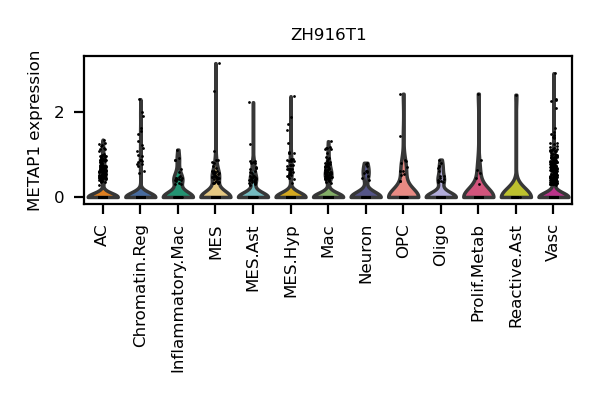 ZH916T1
METAP1 expression
2
0
AC
Chromatin.Reg
Inflammatory.Mac
MES
MES.Ast
MES.Hyp
Mac
Neuron
OPC
Oligo
Prolif.Metab
Reactive.Ast
Vasc